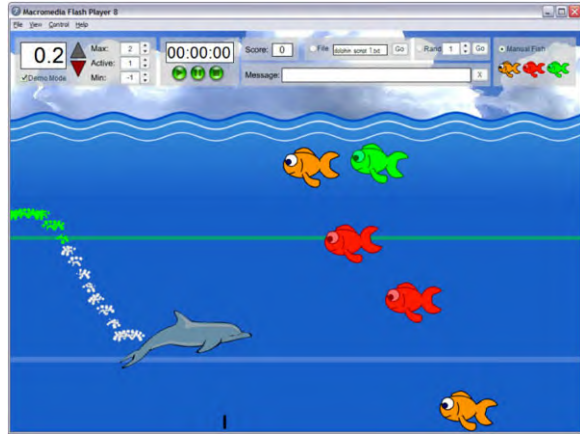 Macromedia Flash Player 8
File View Control Help
0.2
Max: 2
Active: 1
Min: -1
Demo Mode
00:00:00
Score: 0
File dolphin script 1.txt Go
Rand 1 Go
Manual Fish
Message: X